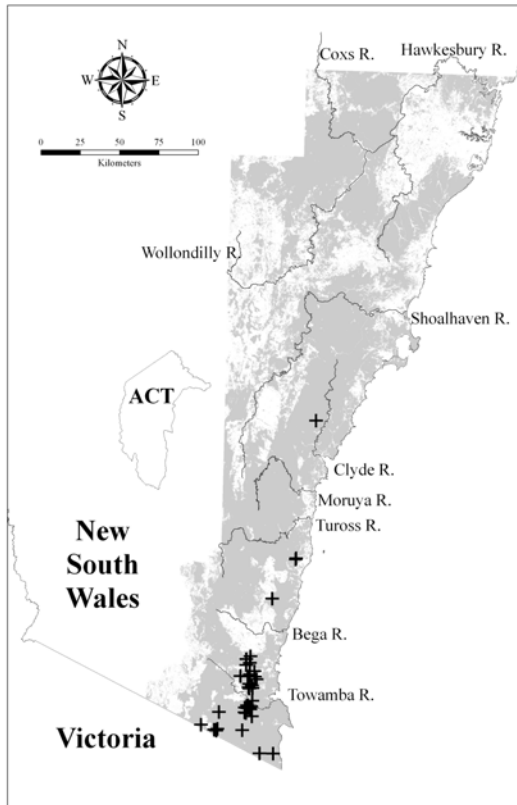 Coxs R.
Hawkesbury R.
N
W E
S
0 25 50 75 100
Kilometers
Wollondilly R.
Shoalhaven R.
ACT
Clyde R.
Moruya R.
Tuross R.
New
South
Wales
Bega R.
Towamba R.
Victoria